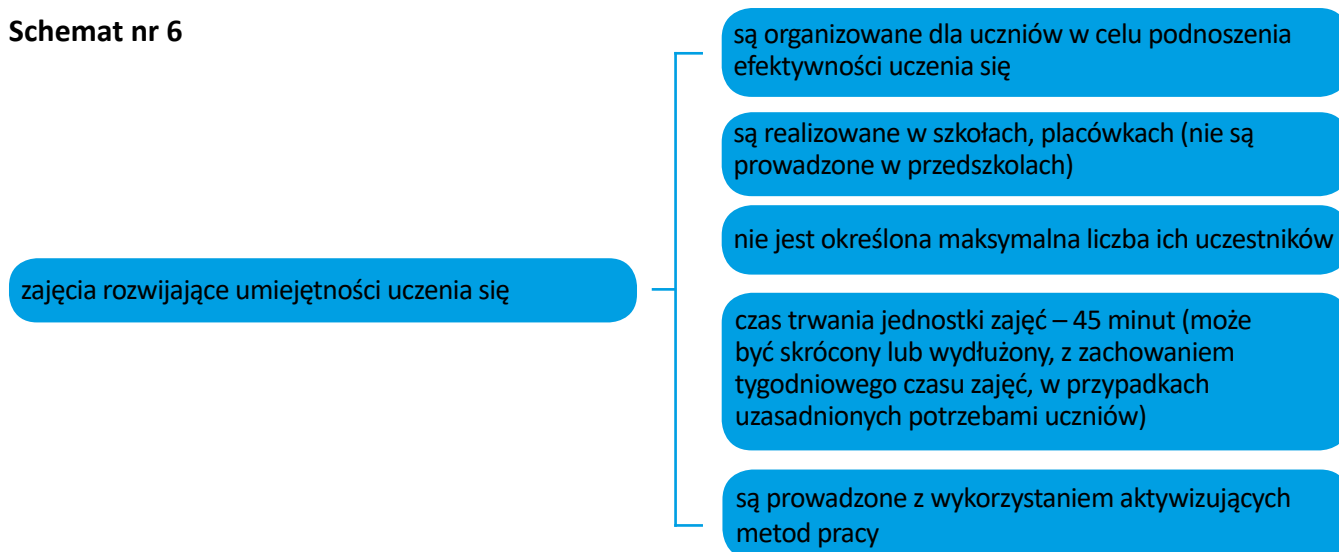 Schemat nr 6
są organizowane dla uczniów w celu podnoszenia
efektywności uczenia się
są realizowane w szkołach, placówkach (nie są
prowadzone w przedszkolach)
nie jest określona maksymalna liczba ich uczestników
zajęcia rozwijające umiejętności uczenia się
czas trwania jednostki zajęć – 45 minut (może
być skrócony lub wydłużony, z zachowaniem
tygodniowego czasu zajęć, w przypadkach
uzasadnionych potrzebami uczniów)
są prowadzone z wykorzystaniem aktywizujących
metod pracy